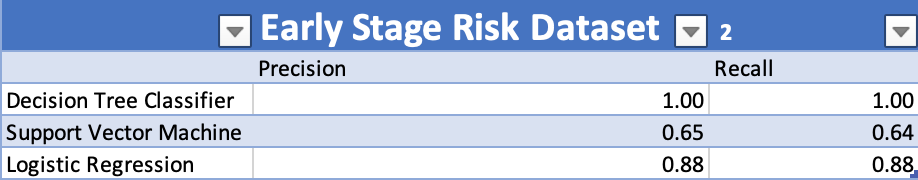 Early Stage Risk Dataset 2
Precision Recall
Decision Tree Classifier 1.00 1.00
Support Vector Machine 0.65 0.64
Logistic Regression 0.88 0.88